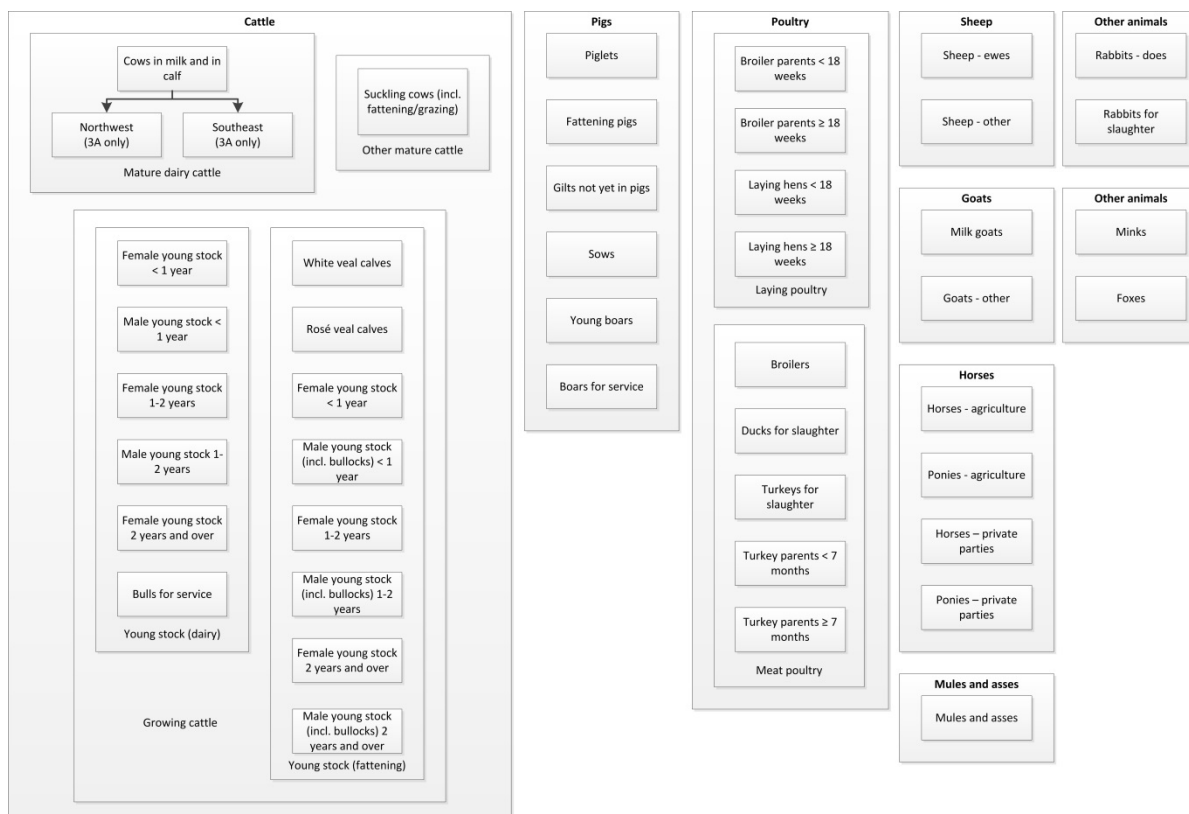 Cattle
Cows in milk and in
calf
Northwest
(3A only)
Southeast
(3A only)
Mature dairy cattle
Suckling cows (incl.
fattening/grazing)
Other mature cattle
Female young stock
< 1 year
Male young stock <
1 year
Female young stock
1-2 years
Male young stock 1-
2 years
Female young stock
2 years and over
Bulls for service
Young stock (dairy)
White veal calves
Rosé veal calves
Female young stock
< 1 year
Male young stock
(incl. bullocks) < 1
year
Female young stock
1-2 years
Male young stock
(incl. bullocks) 1-2
years
Female young stock
2 years and over
Male young stock
(incl. bullocks) 2
years and over
Young stock (fattening)
Growing cattle
Pigs
Piglets
Fattening pigs
Gilts not yet in pigs
Sows
Young boars
Boars for service
Poultry
Broiler parents < 18
weeks
Broiler parents ≥ 18
weeks
Laying hens < 18
weeks
Laying hens ≥ 18
weeks
Laying poultry
Broilers
Ducks for slaughter
Turkeys for
slaughter
Turkey parents < 7
months
Turkey parents ≥ 7
months
Meat poultry
Sheep
Sheep - ewes
Sheep - other
Other animals
Rabbits - does
Rabbits for
slaughter
Goats
Milk goats
Goats - other
Other animals
Minks
Foxes
Horses
Horses - agriculture
Ponies - agriculture
Horses – private
parties
Ponies – private
parties
Mules and asses
Mules and asses